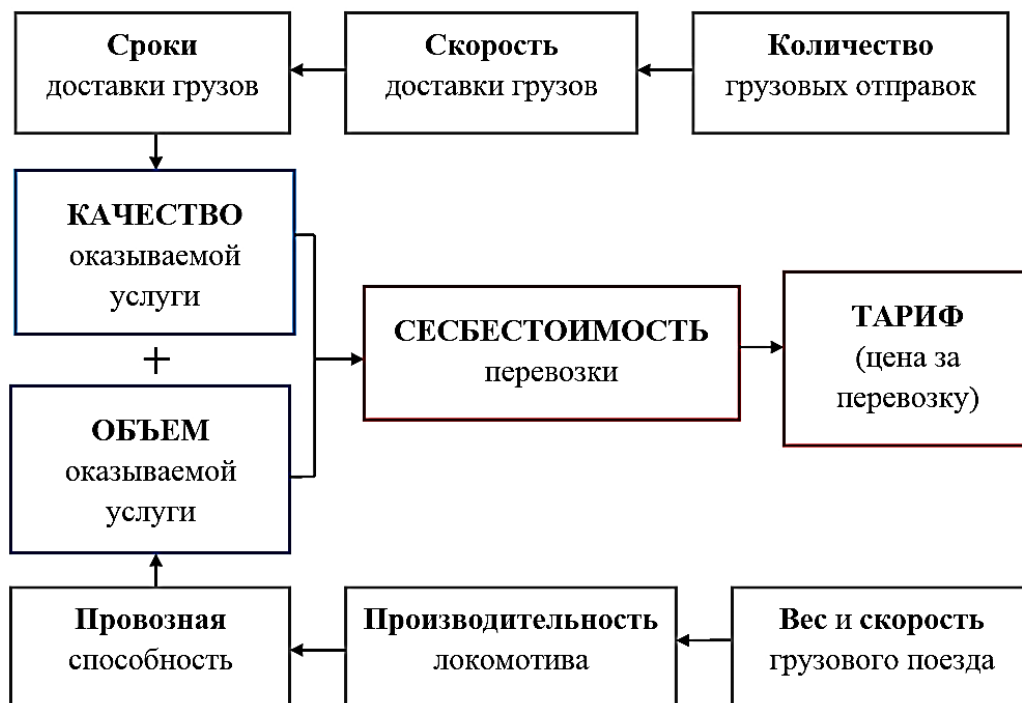 Сроки
доставки грузов
Скорость
доставки грузов
Количество
грузовых отправок
КАЧЕСТВО
оказываемой
услуги
+
ОБЪЕМ
оказываемой
услуги
СЕСБЕСТОИМОСТЬ
перевозки
ТАРИФ
(цена за
перевозку)
Провозная
способность
Производительность
локомотива
Вес и скорость
грузового поезда